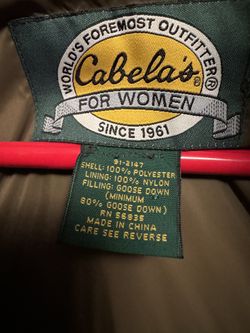 WORLD'S FOREMOST OUTFITTER®
Cabela's®
FOR WOMEN
SINCE 1961
91-2147
SHELL: 100% POLYESTER
LINING: 100% NYLON
FILLING: GOOSE DOWN
(MINIMUM
80% GOOSE DOWN)
RN 56835
MADE IN CHINA
CARE SEE REVERSE